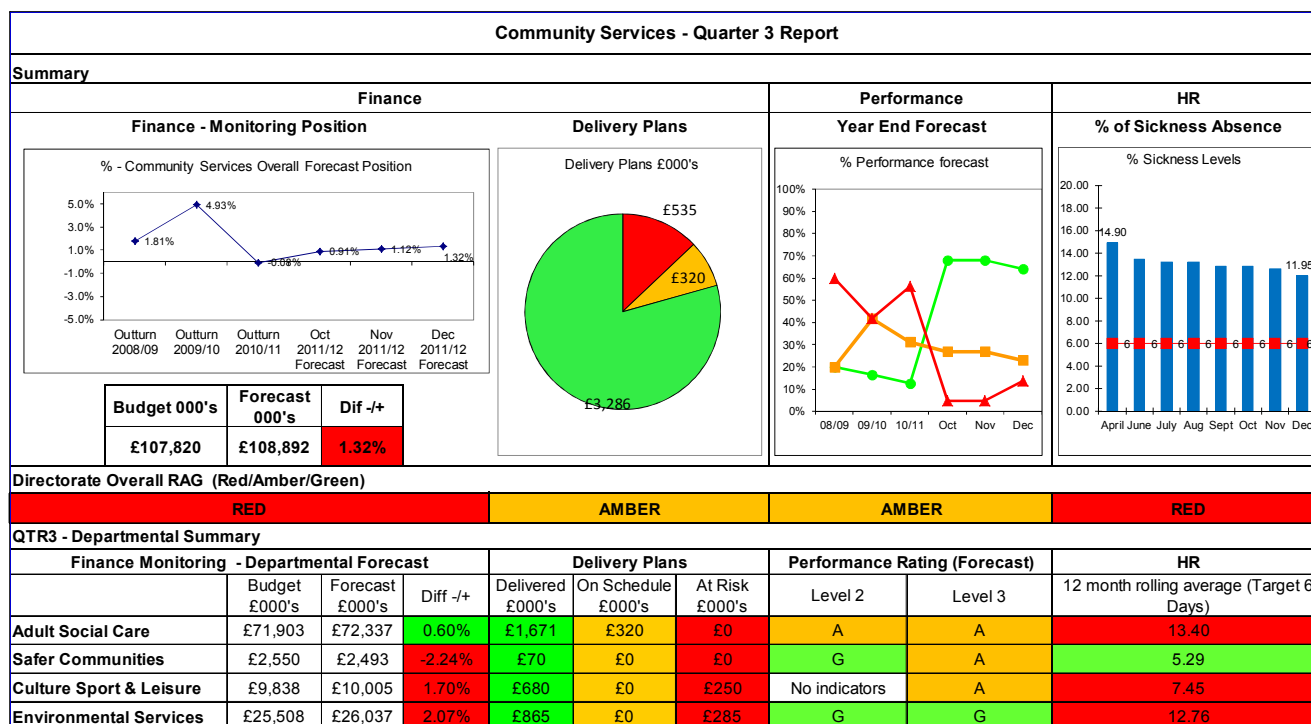 Community Services - Quarter 3 Report
Summary
Finance Performance HR
Finance - Monitoring Position Delivery Plans Year End Forecast % of Sickness Absence
% - Community Services Overall Forecast Position
5.0%
3.0%
1.0%
-1.0%
-3.0%
-5.0%
1.81% 4.93% -0.08% 0.91% 1.12% 1.32%
Outturn Outturn Outturn Oct Nov Dec
2008/09 2009/10 2010/11 2011/12 2011/12 2011/12
Forecast Forecast Forecast
Budget 000's Forecast 000's Dif -/+
£107,820 £108,892 1.32%
Delivery Plans £000's
£535
£320
£3,286
% Performance forecast
100%
90%
80%
70%
60%
50%
40%
30%
20%
10%
0%
08/09 09/10 10/11 Oct Nov Dec
% Sickness Levels
20.00
18.00
16.00
14.00
12.00
10.00
8.00
6.00
4.00
2.00
0.00
14.90 11.95
6 6 6 6 6 6 6 6
April June July Aug Sept Oct Nov Dec
Directorate Overall RAG (Red/Amber/Green)
RED AMBER AMBER RED
QTR3 - Departmental Summary
Finance Monitoring - Departmental Forecast Delivery Plans Performance Rating (Forecast) HR
Budget Forecast Diff -/+ Delivered On Schedule At Risk Level 2 Level 3 12 month rolling average (Target 6
£000's £000's £000's £000's £000's Days)
Adult Social Care £71,903 £72,337 0.60% £1,671 £320 £0 A A 13.40
Safer Communities £2,550 £2,493 -2.24% £70 £0 £0 G A 5.29
Culture Sport & Leisure £9,838 £10,005 1.70% £680 £0 £250 No indicators A 7.45
Environmental Services £25,508 £26,037 2.07% £865 £0 £285 G G 12.76